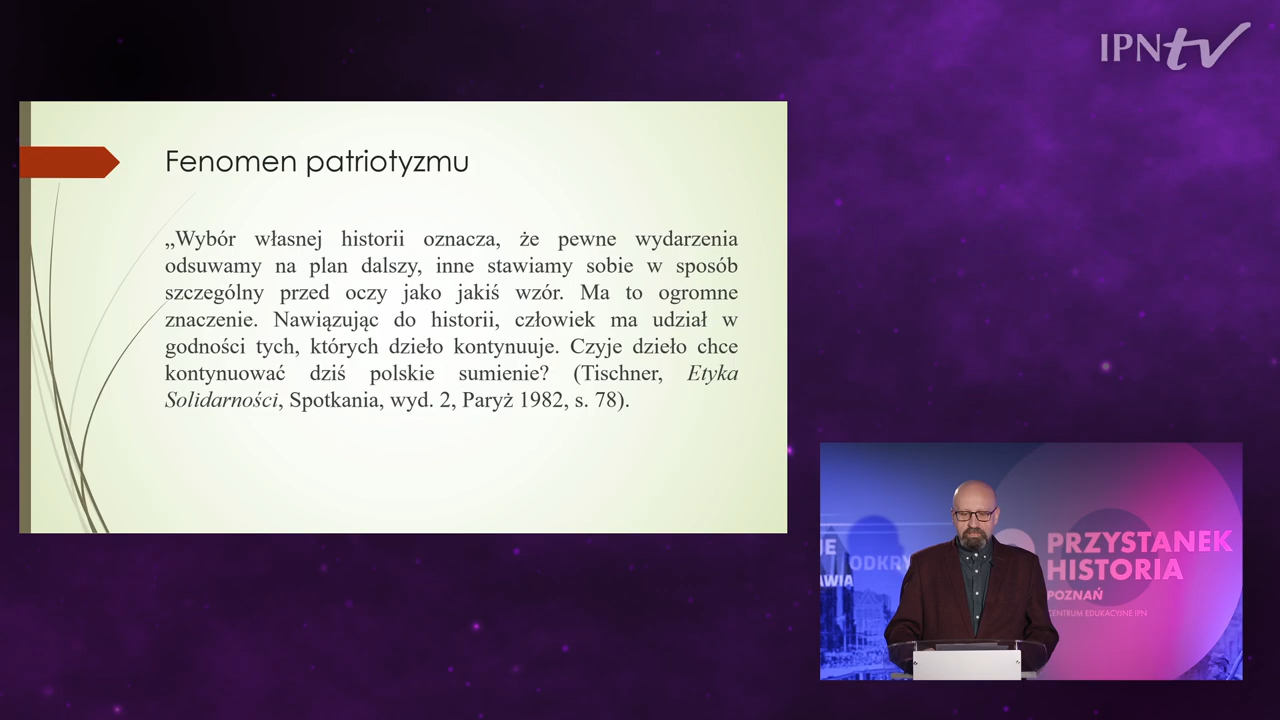 IPNtv
Fenomen patriotyzmu
„Wybór własnej historii oznacza, że pewne wydarzenia
odsuwamy na plan dalszy, inne stawiamy sobie w sposób
szczególny przed oczy jako jakiś wzór. Ma to ogromne
znaczenie. Nawiązując do historii, człowiek ma udział w
godności tych, których dzieło kontynuuje. Czyje dzieło chce
kontynuować dziś polskie sumienie? (Tischner, Etyka
Solidarności, Spotkania, wyd. 2, Paryż 1982, s. 78).
PRZYSTANEK
HISTORIA
POZNAŃ
CENTRUM EDUKACYJNE IPN